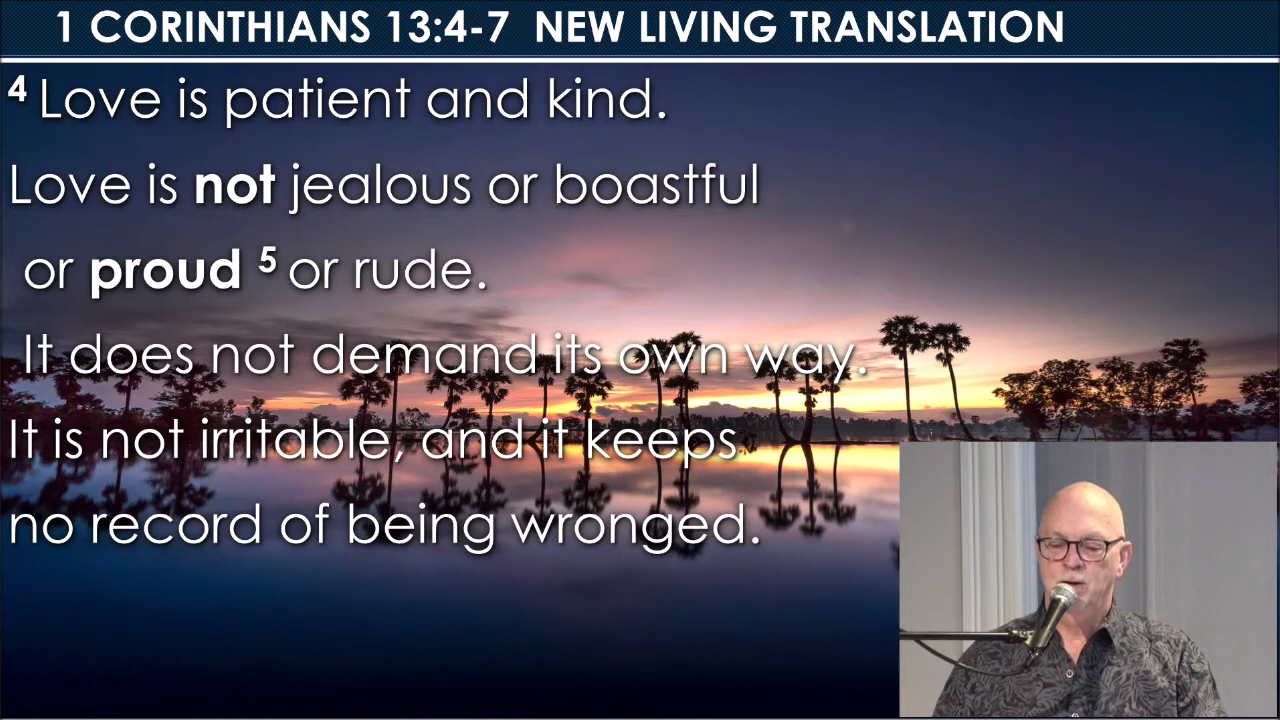 1 CORINTHIANS 13:4-7 NEW LIVING TRANSLATION
4 Love is patient and kind.
Love is not jealous or boastful
or proud 5 or rude.
It does not demand its own way.
It is not irritable, and it keeps
no record of being wronged.